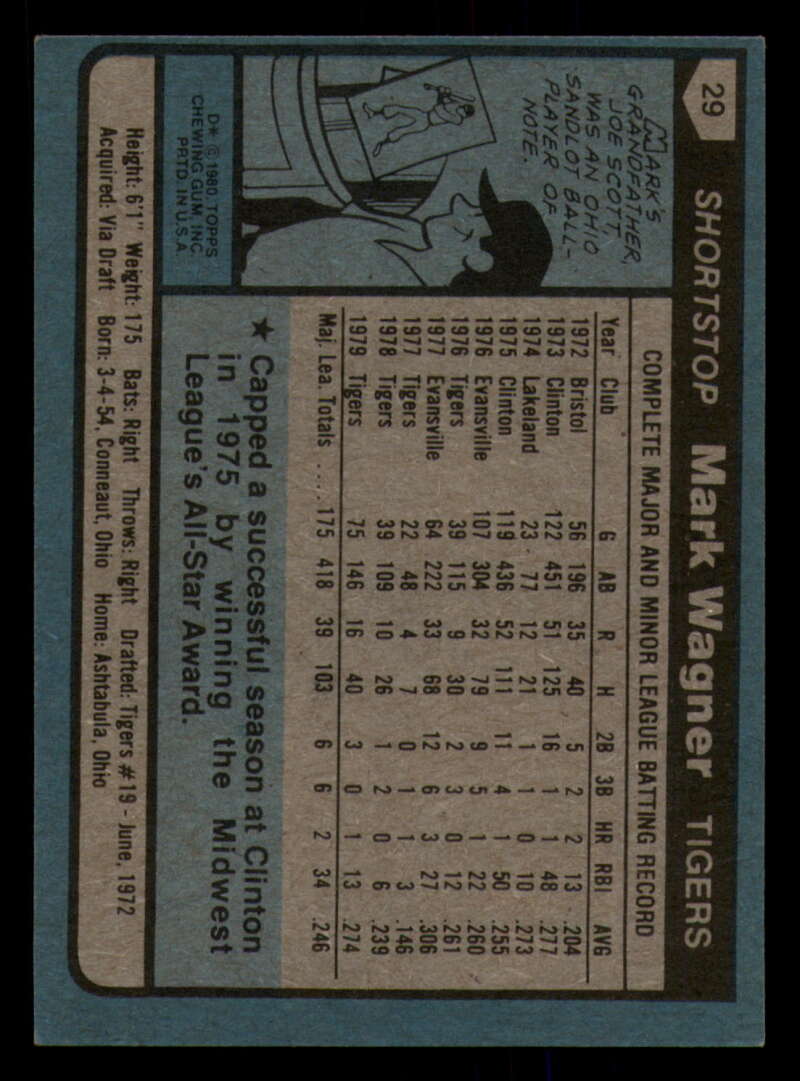 29
SHORTSTOP Mark Wagner TIGERS
MARK'S
GRANDFATHER,
JOE SCOTT,
WAS AN OHIO
SANDLOT BALL-
PLAYER OF
NOTE.
D* © 1980 TOPPS
CHEWING GUM, INC.
PRTD. IN U.S.A.
COMPLETE MAJOR AND MINOR LEAGUE BATTING RECORD
Year Club G AB R H 2B 3B HR RBI AVG
1972 Bristol 56 196 35 40 5 2 2 13 .204
1973 Clinton 122 451 51 125 16 1 1 48 .277
1974 Lakeland 23 77 12 21 1 1 0 10 .273
1975 Clinton 119 436 52 111 11 4 1 50 .255
1976 Evansville 107 304 32 79 9 5 1 22 .260
1976 Tigers 39 115 9 30 2 3 0 12 .261
1977 Evansville 64 222 33 68 12 6 3 27 .306
1977 Tigers 22 48 4 7 0 1 1 3 .146
1978 Tigers 39 109 10 26 1 2 0 6 .239
1979 Tigers 75 146 16 40 3 0 1 13 .274
Maj. Lea. Totals .... 175 418 39 103 6 6 2 34 .246
★ Capped a successful season at Clinton
in 1975 by winning the Midwest
League's All-Star Award.
Height: 6'1" Weight: 175 Bats: Right Throws: Right Drafted: Tigers #19 - June, 1972
Acquired: Via Draft Born: 3-4-54, Conneaut, Ohio Home: Ashtabula, Ohio